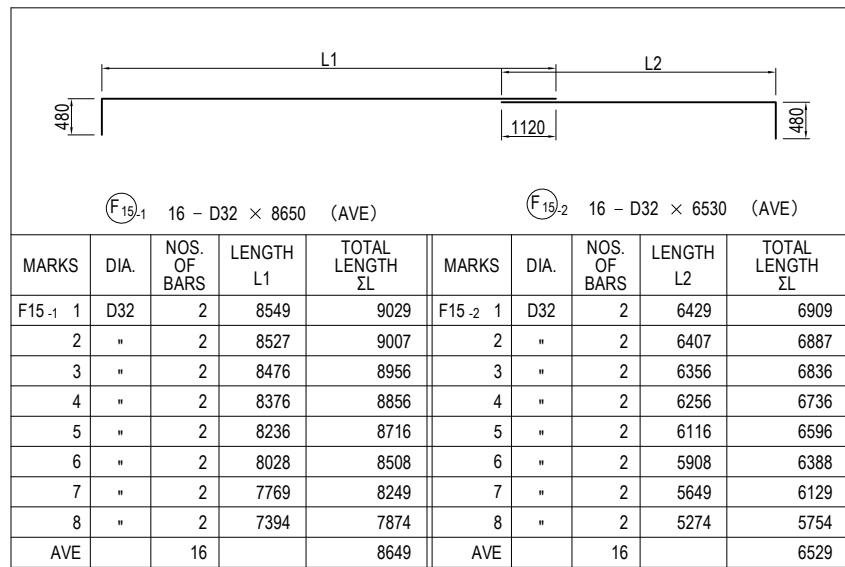 L1
L2
480
1120
480
F15-1 16 – D32 × 8650 (AVE)
F15-2 16 – D32 × 6530 (AVE)
MARKS DIA. NOS. OF BARS LENGTH L1 TOTAL LENGTH ΣL MARKS DIA. NOS. OF BARS LENGTH L2 TOTAL LENGTH ΣL
F15 -1 1 D32 2 8549 9029 F15 -2 1 D32 2 6429 6909
2 " 2 8527 9007 2 " 2 6407 6887
3 " 2 8476 8956 3 " 2 6356 6836
4 " 2 8376 8856 4 " 2 6256 6736
5 " 2 8236 8716 5 " 2 6116 6596
6 " 2 8028 8508 6 " 2 5908 6388
7 " 2 7769 8249 7 " 2 5649 6129
8 " 2 7394 7874 8 " 2 5274 5754
AVE 16 8649 AVE 16 6529